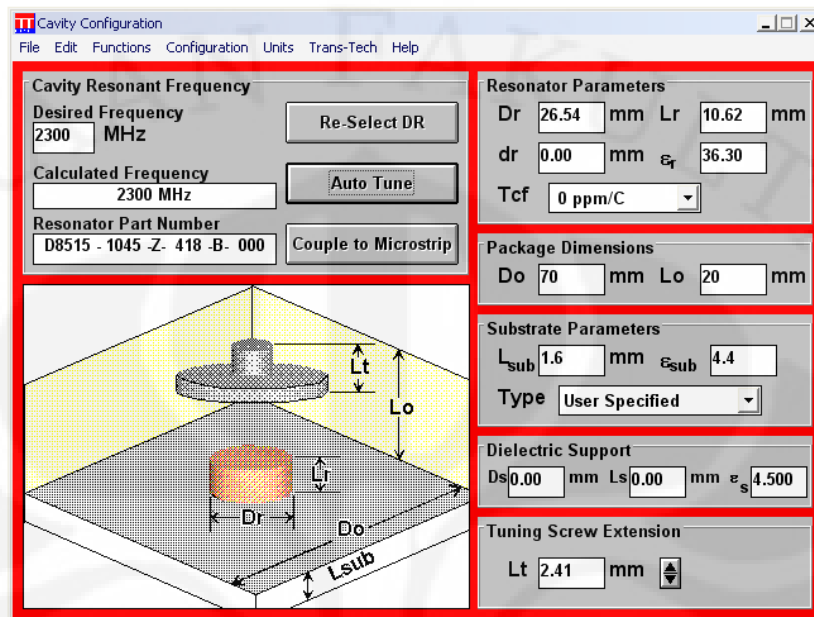 Cavity Configuration
File Edit Functions Configuration Units Trans-Tech Help
Cavity Resonant Frequency
Desired Frequency
2300 MHz
Re-Select DR
Calculated Frequency
2300 MHz
Auto Tune
Resonator Part Number
D8515 - 1045 -Z- 418 -B- 000
Couple to Microstrip
Lt
Lo
Lr
Dr
Do
Lsub
Resonator Parameters
Dr 26.54 mm Lr 10.62 mm
dr 0.00 mm εr 36.30
Tcf 0 ppm/C
Package Dimensions
Do 70 mm Lo 20 mm
Substrate Parameters
Lsub 1.6 mm εsub 4.4
Type User Specified
Dielectric Support
Ds 0.00 mm Ls 0.00 mm εs 4.500
Tuning Screw Extension
Lt 2.41 mm